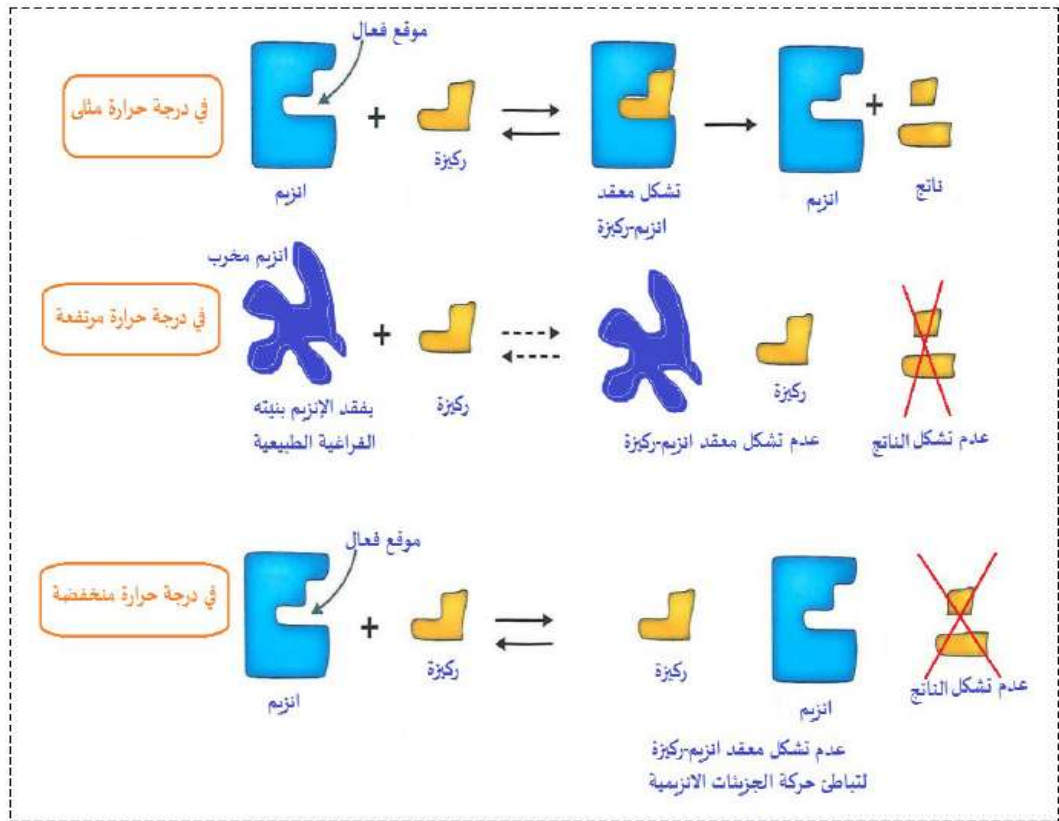 موقع فعال
في درجة حرارة مثلى
+
+
ركيزة
انزيم
تشكل معقد
انزيم-ركيزة
انزيم
ناتج
انزيم مخرب
في درجة حرارة مرتفعة
+
ركيزة
يفقد الإنزيم بنيته
الفراغية الطبيعية
ركيزة
عدم تشكل معقد انزيم-ركيزة
عدم تشكل الناتج
موقع فعال
في درجة حرارة منخفضة
+
ركيزة
انزيم
ركيزة
انزيم
عدم تشكل الناتج
عدم تشكل معقد انزيم-ركيزة
لتباطئ حركة الجزيئات الانزيمية